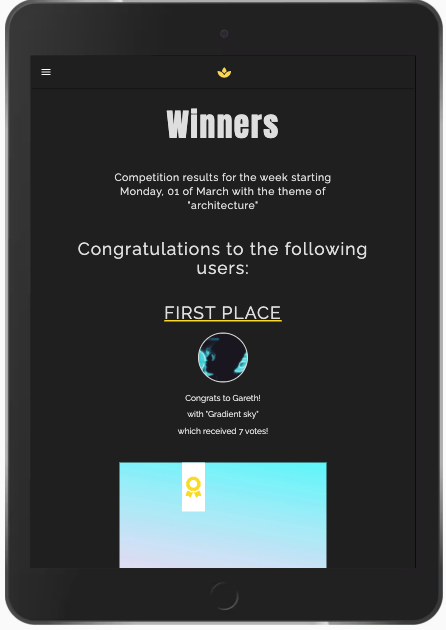 Winners
Competition results for the week starting
Monday, 01 of March with the theme of
"architecture"
Congratulations to the following
users:
FIRST PLACE
Congrats to Gareth!
with "Gradient sky"
which received 7 votes!